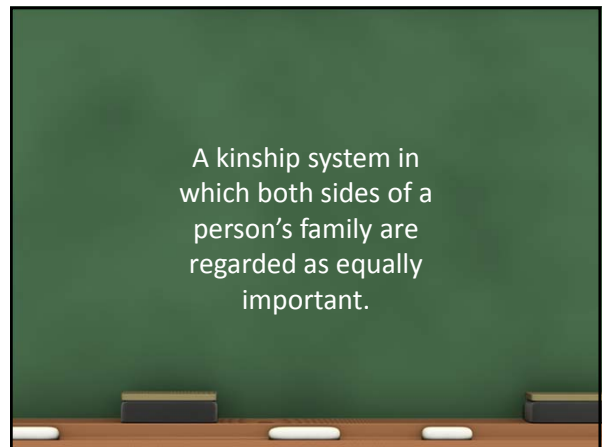 A kinship system in
which both sides of a
person’s family are
regarded as equally
important.